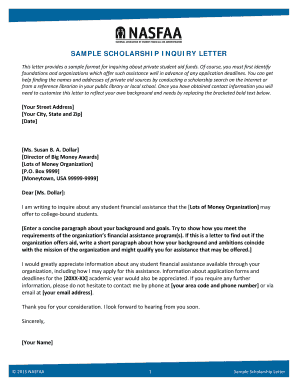 NASFAA
NATIONAL ASSOCIATION OF STUDENT FINANCIAL AID ADMINISTRATORS
SAMPLE SCHOLARSHIP INQUIRY LETTER
This letter provides a sample format for inquiring about private student aid funds. Of course, you must first identify
foundations and organizations which offer such assistance well in advance of any application deadlines. You can get
help finding the names and addresses of private aid sources by conducting a scholarship search on the Internet or
from a reference librarian in your public library or local school. Once you have obtained contact information you will
need to customize this letter to reflect your own background and needs by replacing the bracketed bold text below.
[Your Street Address]
[Your City, State and Zip]
[Date]
[Ms. Susan B. A. Dollar]
[Director of Big Money Awards]
[Lots of Money Organization]
[P.O. Box 9999]
[Moneytown, USA 99999-9999]
Dear [Ms. Dollar]:
I am writing to inquire about any student financial assistance that the [Lots of Money Organization] may
offer to college-bound students.
[Enter a concise paragraph about your background and goals. Try to show how you meet the
requirements of the organization's financial assistance program(s). If this is a letter to find out if the
organization offers aid, write a short paragraph about how your background and ambitions coincide
with the mission of the organization and might qualify you for assistance that may be offered.]
I would greatly appreciate information about any student financial assistance available through your
organization, including how I may apply for this assistance. Information about application forms and
deadlines for the [20XX-XX] academic year would also be appreciated. If you require any further
information, please do not hesitate to contact me by phone at [your area code and phone number] or via
email at [your email address].
Thank you for your consideration. I look forward to hearing from you soon.
Sincerely,
[Your Name]
© 2015 NASFAA
1
Sample Scholarship Letter